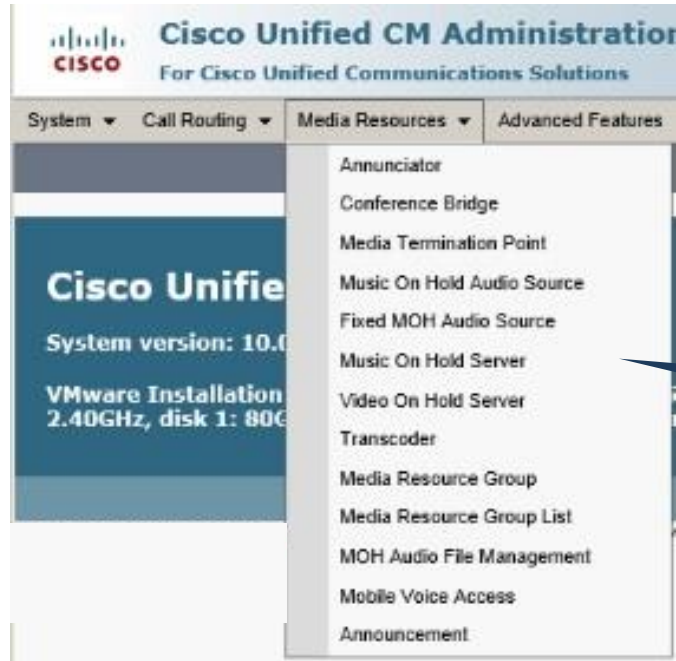 Cisco Unified CM Administration
CISCO
For Cisco Unified Communications Solutions
System Call Routing Media Resources Advanced Features
Annunciator
Conference Bridge
Media Termination Point
Music On Hold Audio Source
Fixed MOH Audio Source
Music On Hold Server
Video On Hold Server
Transcoder
Media Resource Group
Media Resource Group List
MOH Audio File Management
Mobile Voice Access
Announcement
Cisco Unifie
System version: 10.
VMware Installation
2.40GHz, disk 1: 80